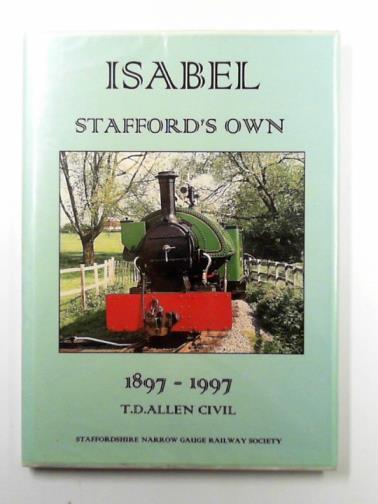 ISABEL
STAFFORD'S OWN
1897 - 1997
T.D.ALLEN CIVIL
STAFFORDSHIRE NARROW GAUGE RAILWAY SOCIETY